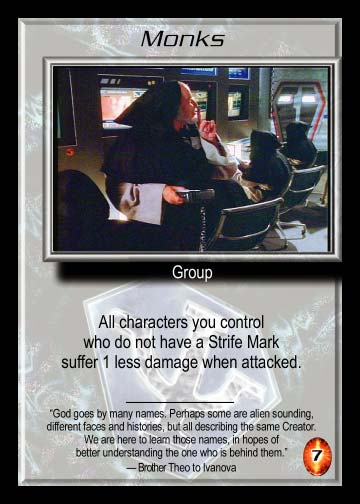 Monks
Group
All characters you control
who do not have a Strife Mark
suffer 1 less damage when attacked.
“God goes by many names. Perhaps some are alien sounding,
different faces and histories, but all describing the same Creator.
We are here to learn those names, in hopes of
better understanding the one who is behind them.”
— Brother Theo to Ivanova
7